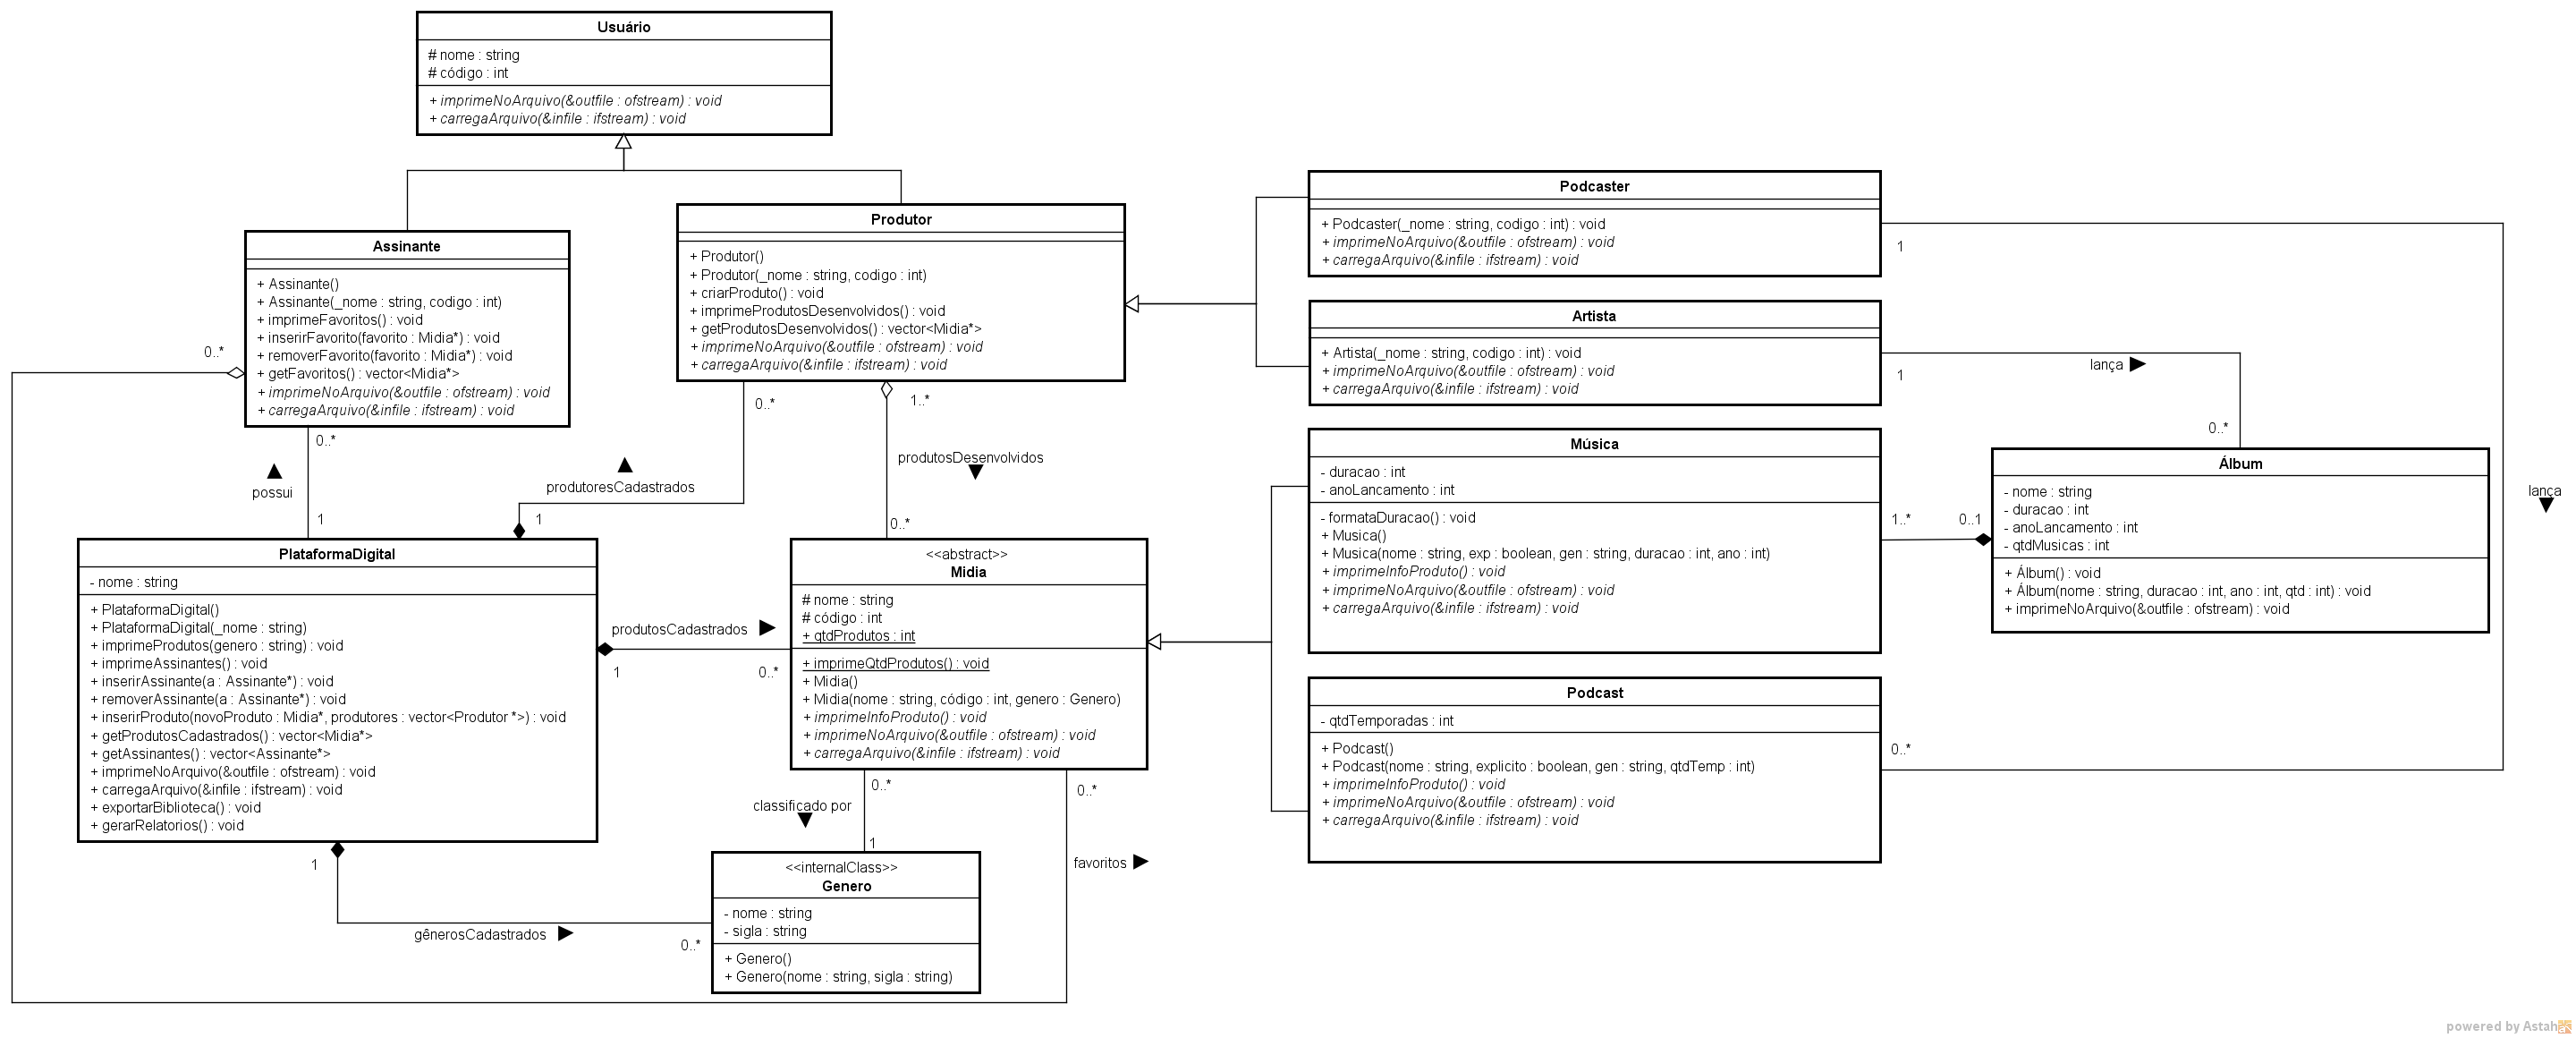 Usuário
# nome : string
# código : int
+ imprimeNoArquivo(&outfile : ofstream) : void
+ carregaArquivo(&infile : ifstream) : void
Assinante
+ Assinante()
+ Assinante(_nome : string, codigo : int)
+ imprimeFavoritos() : void
+ inserirFavorito(favorito : Midia*) : void
+ removerFavorito(favorito : Midia*) : void
+ getFavoritos() : vector<Midia*>
+ imprimeNoArquivo(&outfile : ofstream) : void
+ carregaArquivo(&infile : ifstream) : void
0..*
0..*
possui
1
Produtor
+ Produtor()
+ Produtor(_nome : string, codigo : int)
+ criarProduto() : void
+ imprimeProdutosDesenvolvidos() : void
+ getProdutosDesenvolvidos() : vector<Midia*>
+ imprimeNoArquivo(&outfile : ofstream) : void
+ carregaArquivo(&infile : ifstream) : void
0..*
1..*
produtoresCadastrados
1
produtosDesenvolvidos
0..*
Podcaster
+ Podcaster(_nome : string, codigo : int) : void
+ imprimeNoArquivo(&outfile : ofstream) : void
+ carregaArquivo(&infile : ifstream) : void
1
Artista
+ Artista(_nome : string, codigo : int) : void
+ imprimeNoArquivo(&outfile : ofstream) : void
+ carregaArquivo(&infile : ifstream) : void
1
lança
0..*
Música
- duracao : int
- anoLancamento : int
- formataDuracao() : void
+ Musica()
+ Musica(nome : string, exp : boolean, gen : string, duracao : int, ano : int)
+ imprimeInfoProduto() : void
+ imprimeNoArquivo(&outfile : ofstream) : void
+ carregaArquivo(&infile : ifstream) : void
1..*
0..1
Álbum
- nome : string
- duracao : int
- anoLancamento : int
- qtdMusicas : int
+ Álbum() : void
+ Álbum(nome : string, duracao : int, ano : int, qtd : int) : void
+ imprimeNoArquivo(&outfile : ofstream) : void
lança
PlataformaDigital
- nome : string
+ PlataformaDigital()
+ PlataformaDigital(_nome : string)
+ imprimeProdutos(genero : string) : void
+ imprimeAssinantes() : void
+ inserirAssinante(a : Assinante*) : void
+ removerAssinante(a : Assinante*) : void
+ inserirProduto(novoProduto : Midia*, produtores : vector<Produtor *>) : void
+ getProdutosCadastrados() : vector<Midia*>
+ getAssinantes() : vector<Assinante*>
+ imprimeNoArquivo(&outfile : ofstream) : void
+ carregaArquivo(&infile : ifstream) : void
+ exportarBiblioteca() : void
+ gerarRelatorios() : void
produtosCadastrados
1
0..*
<<abstract>>
Midia
# nome : string
# código : int
+ qtdProdutos : int
+ imprimeQtdProdutos() : void
+ Midia()
+ Midia(nome : string, código : int, genero : Genero)
+ imprimeInfoProduto() : void
+ imprimeNoArquivo(&outfile : ofstream) : void
+ carregaArquivo(&infile : ifstream) : void
Podcast
- qtdTemporadas : int
+ Podcast()
+ Podcast(nome : string, explicito : boolean, gen : string, qtdTemp : int)
+ imprimeInfoProduto() : void
+ imprimeNoArquivo(&outfile : ofstream) : void
+ carregaArquivo(&infile : ifstream) : void
0..*
0..*
classificado por
1
0..*
favoritos
1
gênerosCadastrados
0..*
<<internalClass>>
Genero
- nome : string
- sigla : string
+ Genero()
+ Genero(nome : string, sigla : string)
powered by Astah